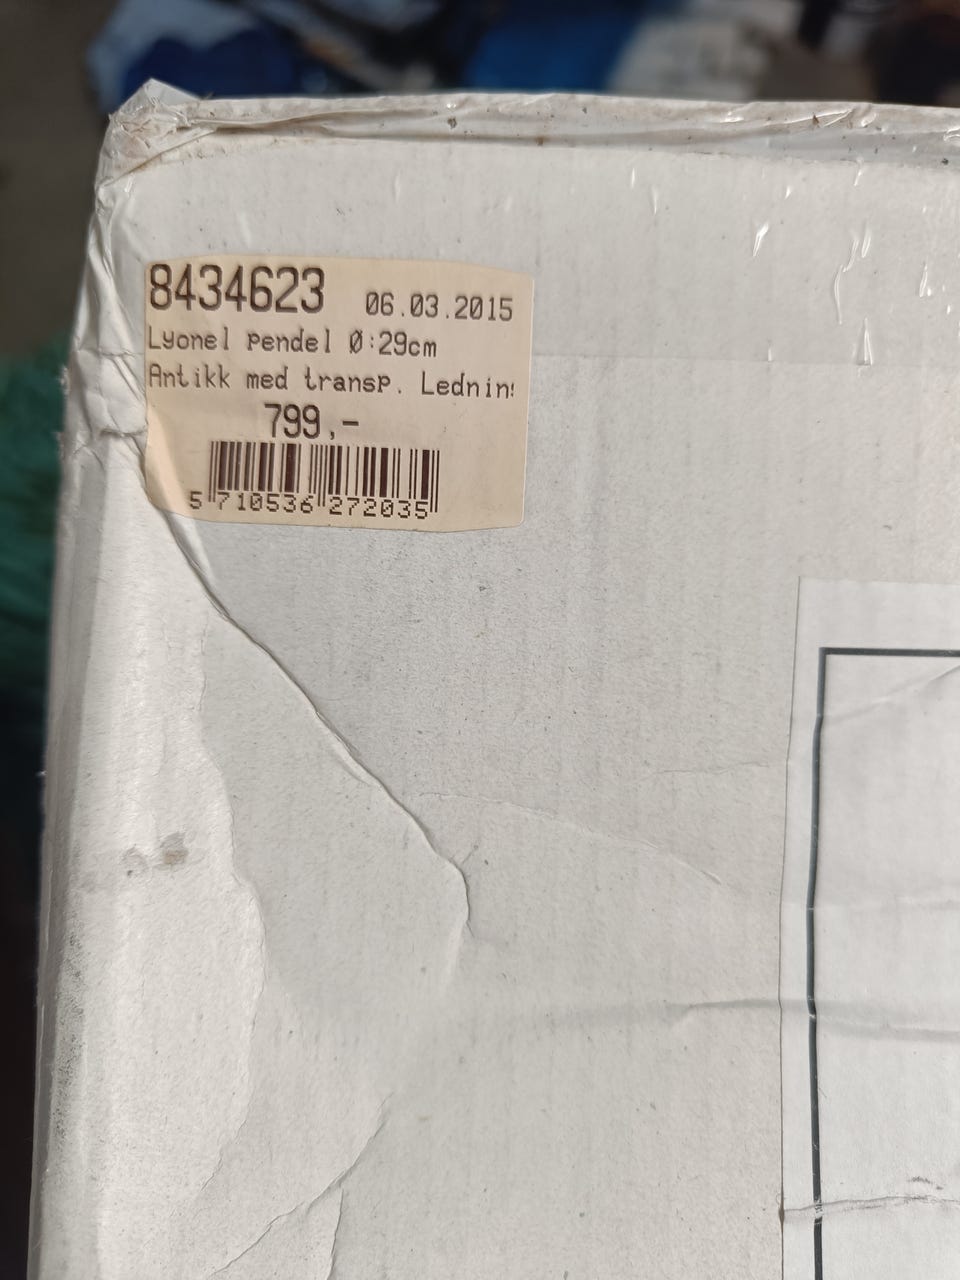 8434623 06.03.2015
Lyonel pendel Ø:29cm
Antikk med transp. Lednin
799,-
5 710536 272035